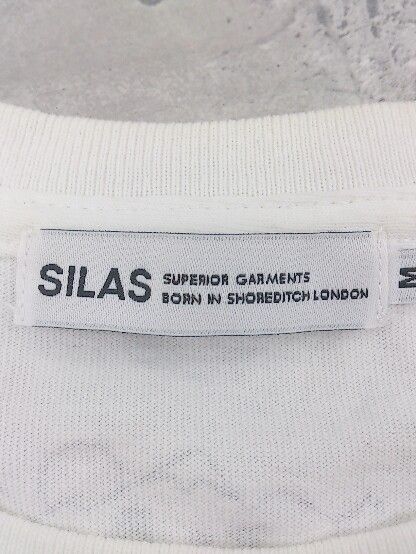 SILAS
SUPERIOR GARMENTS
BORN IN SHOREDITCH LONDON
M